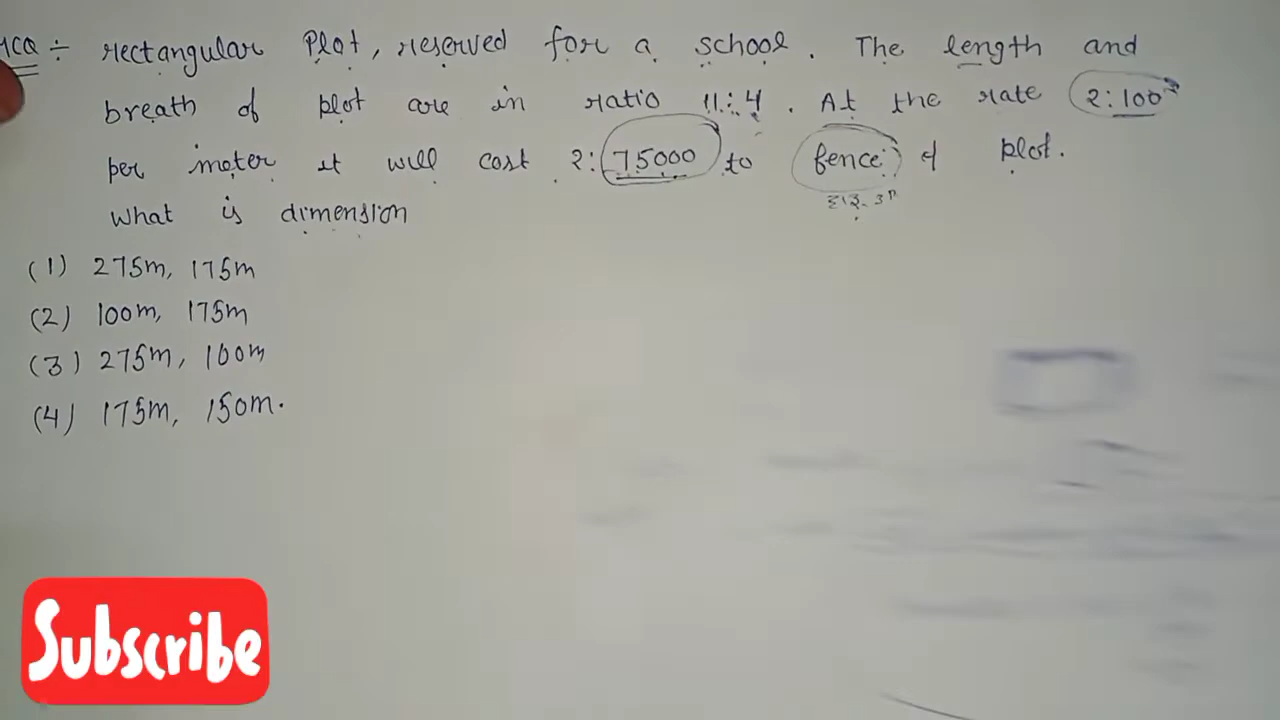 MCQ ÷ rectangular Plot, reserved for a school. The length and
breath of plot are in ratio 11:4. At the rate २:100
per meter it will cost २:75000 to fence of plot.
What is dimension
(1) 275m, 175m
(2) 100m, 175m
(3) 275m, 100m
(4) 175m, 150m.
Subscribe